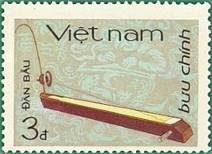 Việt nam
ĐÀN BẦU
bưu chính
3đ